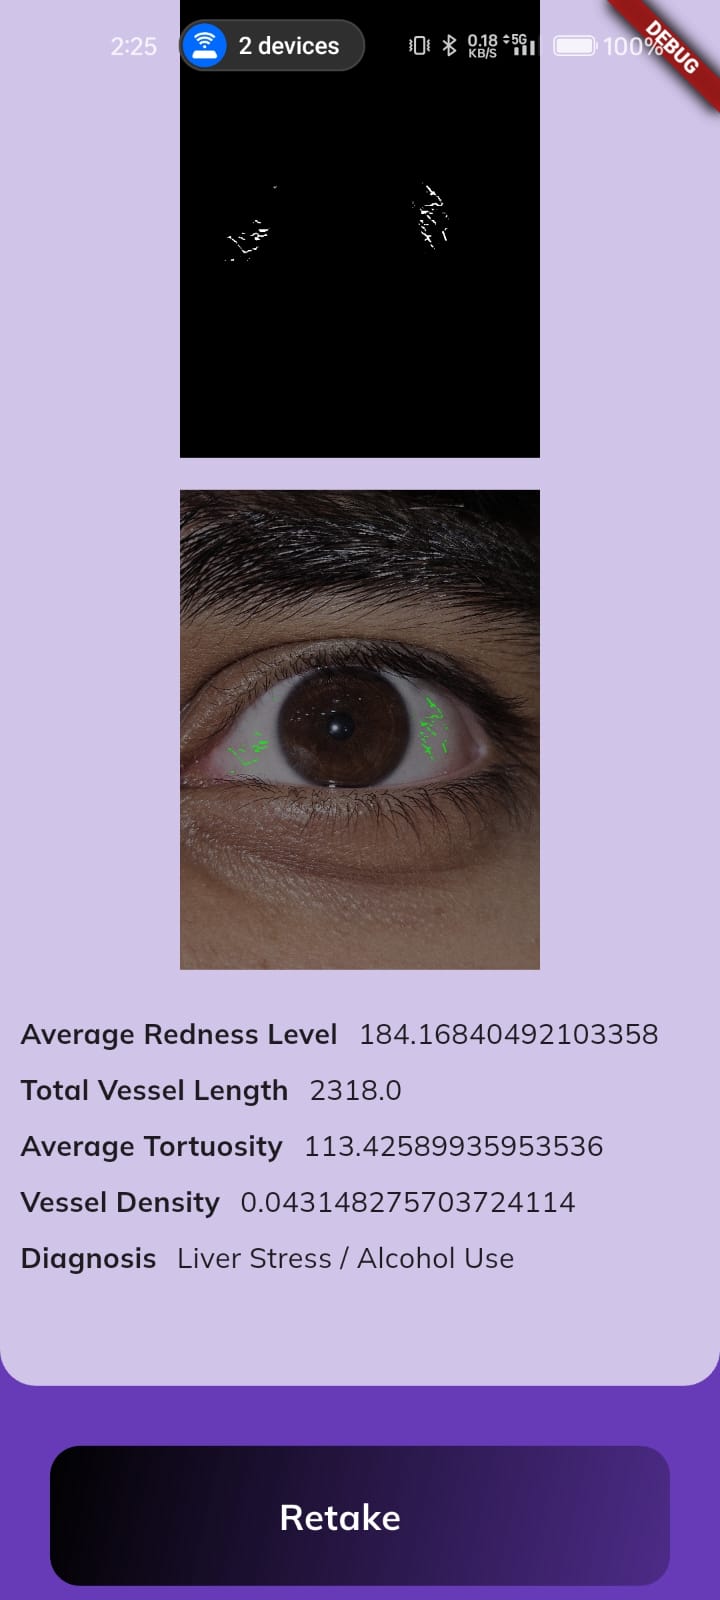 2:25 2 devices 0.18 KB/S 5G 100%
DEBUG
Average Redness Level 184.16840492103358
Total Vessel Length 2318.0
Average Tortuosity 113.42589935953536
Vessel Density 0.043148275703724114
Diagnosis Liver Stress / Alcohol Use
Retake